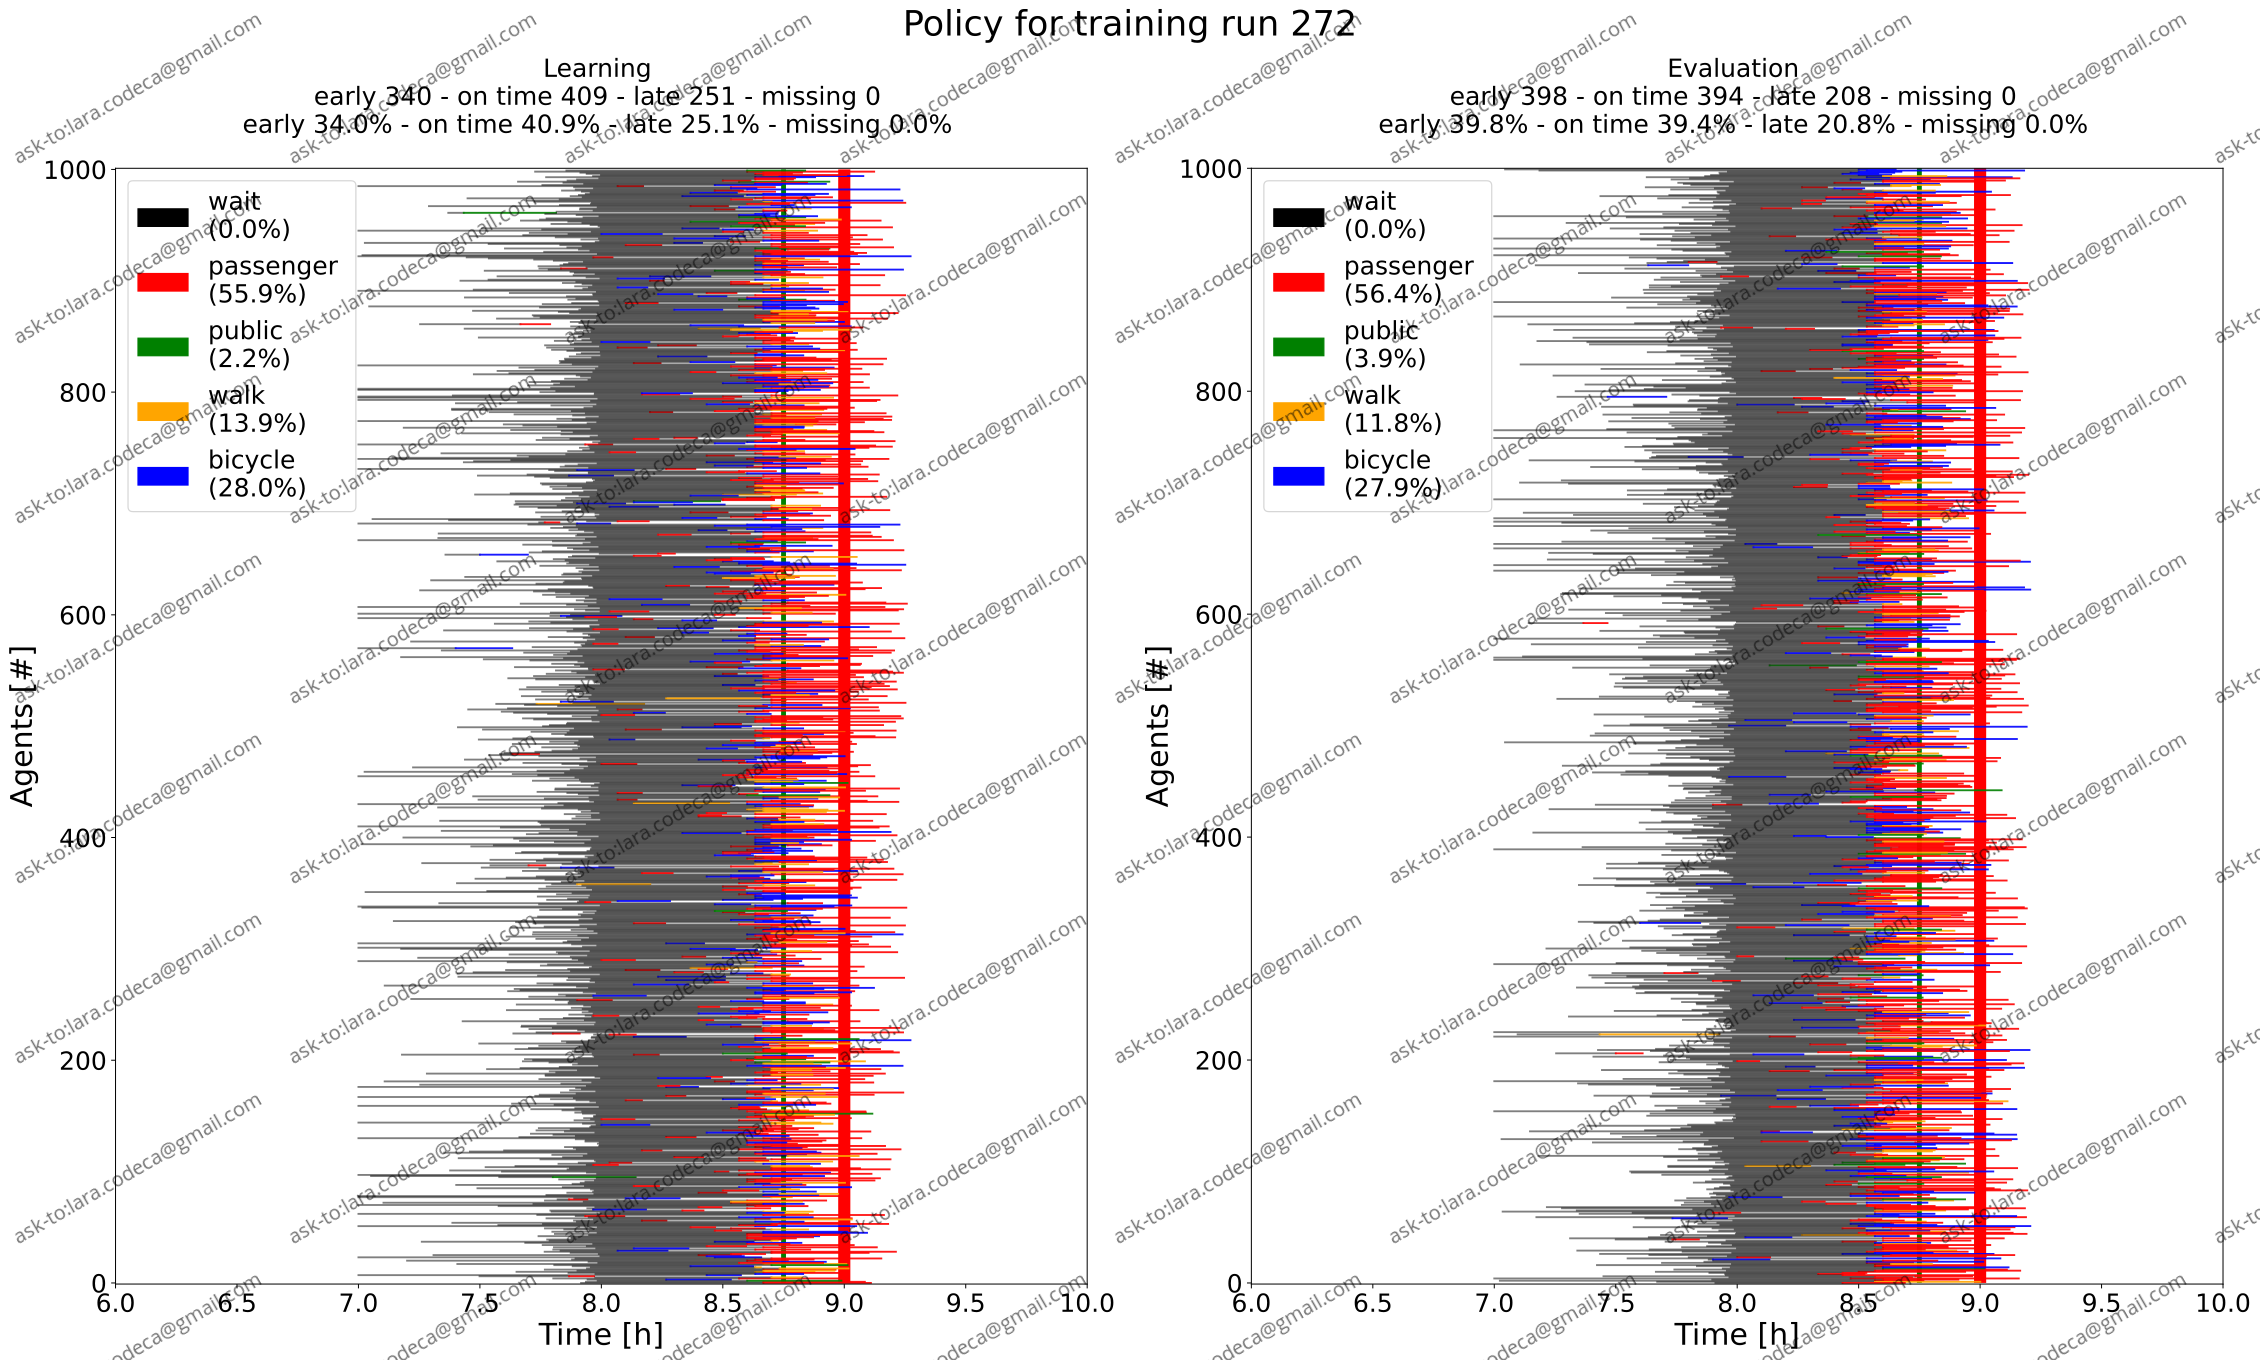 Policy for training run 272
Learning
early 340 - on time 409 - late 251 - missing 0
early 34.0% - on time 40.9% - late 25.1% - missing 0.0%
1000
800
600
400
200
0
Agents [#]
wait
(0.0%)
passenger
(55.9%)
public
(2.2%)
walk
(13.9%)
bicycle
(28.0%)
6.0 6.5 7.0 7.5 8.0 8.5 9.0 9.5 10.0
Time [h]
Evaluation
early 398 - on time 394 - late 208 - missing 0
early 39.8% - on time 39.4% - late 20.8% - missing 0.0%
1000
800
600
400
200
0
Agents [#]
wait
(0.0%)
passenger
(56.4%)
public
(3.9%)
walk
(11.8%)
bicycle
(27.9%)
6.0 6.5 7.0 7.5 8.0 8.5 9.0 9.5 10.0
Time [h]
ask-to:lara.codeca@gmail.com